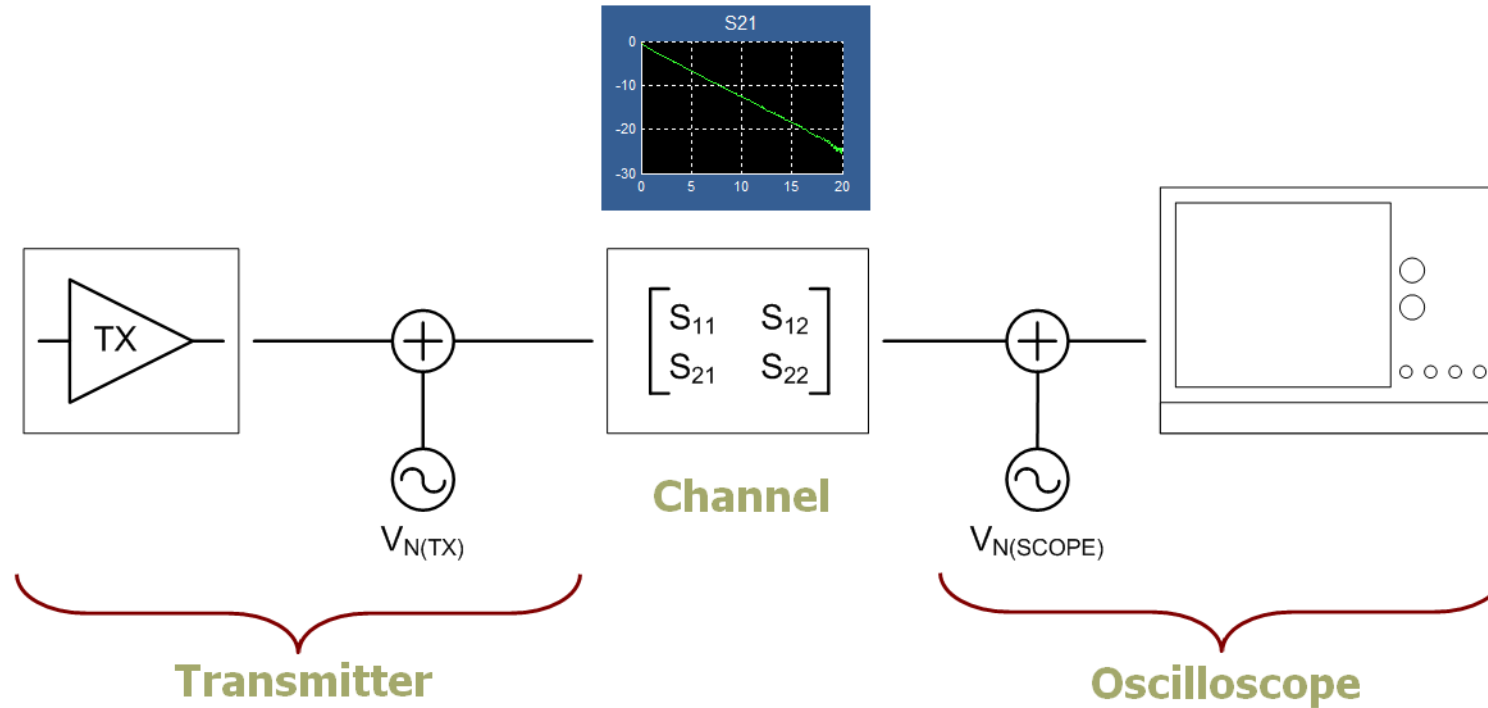 S21
0
-10
-20
-30
0 5 10 15 20
TX
S11 S12
S21 S22
VN(TX)
Channel
VN(SCOPE)
Transmitter
Oscilloscope